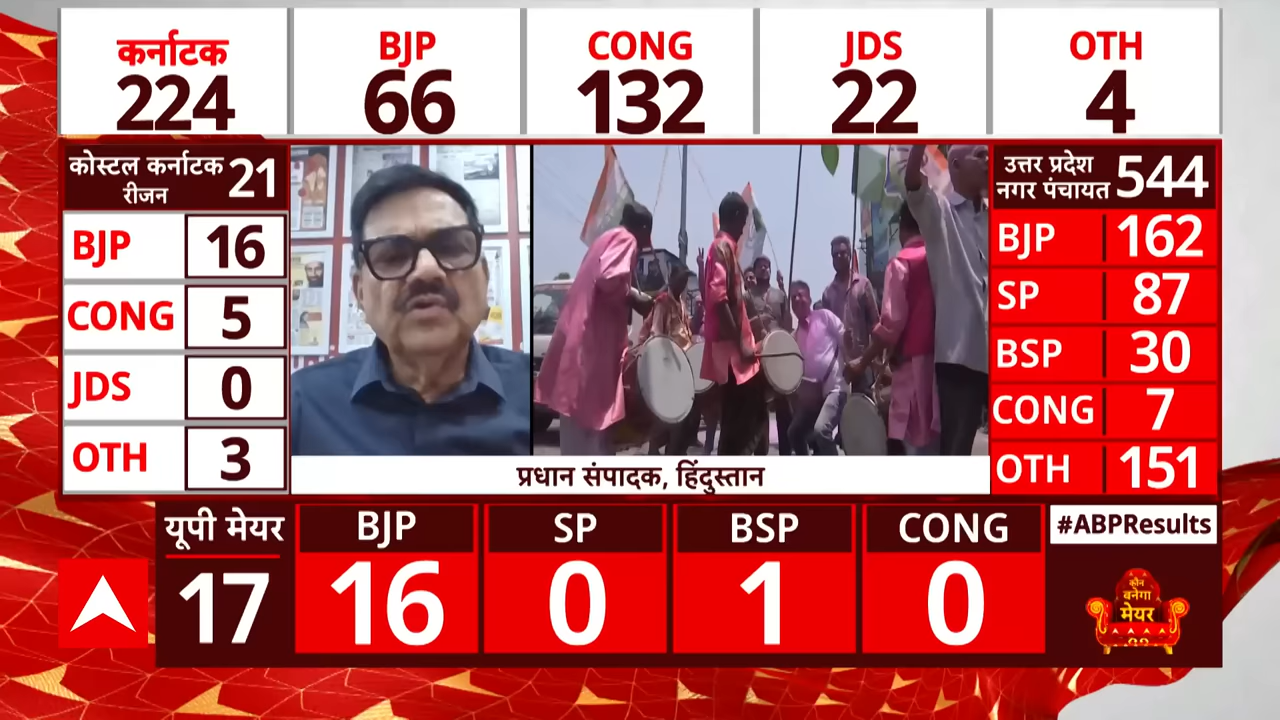 कर्नाटक
224
BJP
66
CONG
132
JDS
22
OTH
4
कोस्टल कर्नाटक
रीजन
21
BJP 16
CONG 5
JDS 0
OTH 3
उत्तर प्रदेश
नगर पंचायत
544
BJP 162
SP 87
BSP 30
CONG 7
OTH 151
प्रधान संपादक, हिंदुस्तान
यूपी मेयर
17
BJP
16
SP
0
BSP
1
CONG
0
#ABPResults
कौन
बनेगा
मेयर